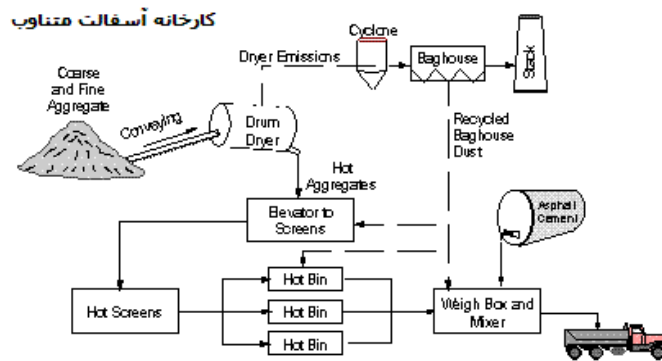 کارخانه آسفالت متناوب
Coarse
and Fine
Aggregate
Conveying
Drum
Dryer
Dryer Emissions
Cyclone
Baghouse
Stack
Recycled
Baghouse
Dust
Hot
Aggregates
Elevator to
Screens
Asphalt
Cement
Hot Screens
Hot Bin
Hot Bin
Hot Bin
Weigh Box and
Mixer